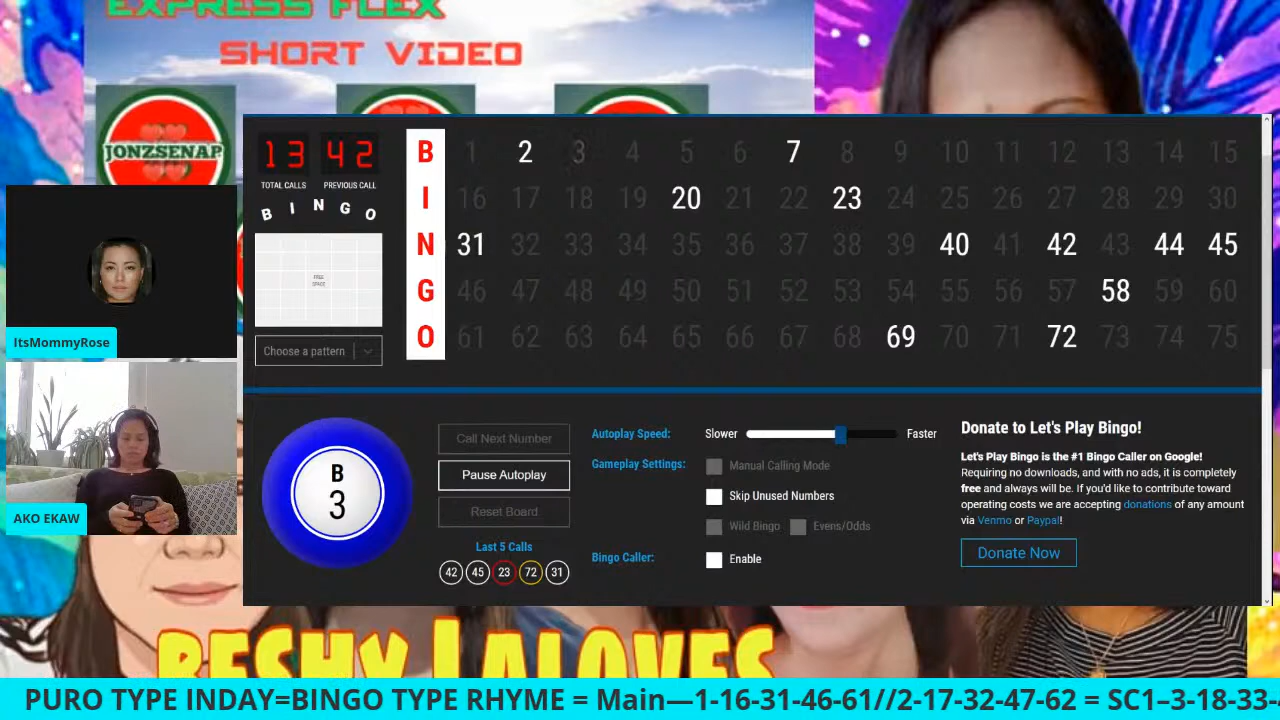 EXPRESS FLEX
SHORT VIDEO
JONZSENAP
13 42
TOTAL CALLS PREVIOUS CALL
B I N G O
FREE SPACE
Choose a pattern
B 1 2 3 4 5 6 7 8 9 10 11 12 13 14 15
I 16 17 18 19 20 21 22 23 24 25 26 27 28 29 30
N 31 32 33 34 35 36 37 38 39 40 41 42 43 44 45
G 46 47 48 49 50 51 52 53 54 55 56 57 58 59 60
O 61 62 63 64 65 66 67 68 69 70 71 72 73 74 75
ItsMommyRose
AKO EKAW
B
3
Call Next Number
Pause Autoplay
Reset Board
Last 5 Calls
42 45 23 72 31
Autoplay Speed: Slower Faster
Gameplay Settings: Manual Calling Mode
Skip Unused Numbers
Wild Bingo Evens/Odds
Bingo Caller: Enable
Donate to Let's Play Bingo!
Let's Play Bingo is the #1 Bingo Caller on Google!
Requiring no downloads, and with no ads, it is completely
free and always will be. If you'd like to contribute toward
operating costs we are accepting donations of any amount
via Venmo or Paypal!
Donate Now
BESHY LALOVES
PURO TYPE INDAY=BINGO TYPE RHYME = Main—1-16-31-46-61//2-17-32-47-62 = SC1–3-18-33-